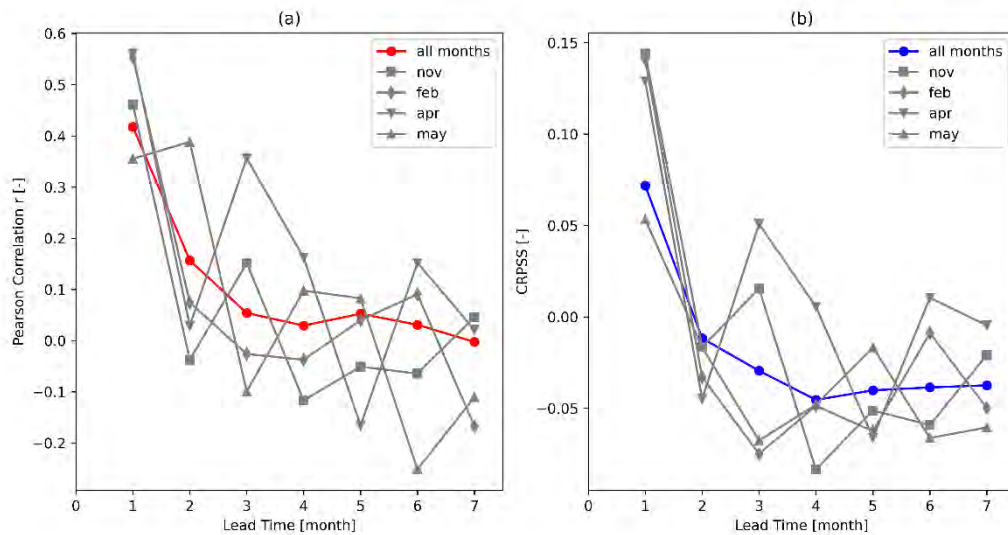 (a)
0.6
0.5
0.4
0.3
0.2
0.1
0.0
−0.1
−0.2
Pearson Correlation r [-]
all months
nov
feb
apr
may
0 1 2 3 4 5 6 7
Lead Time [month]
(b)
0.15
0.10
0.05
0.00
−0.05
CRPSS [-]
all months
nov
feb
apr
may
0 1 2 3 4 5 6 7
Lead Time [month]